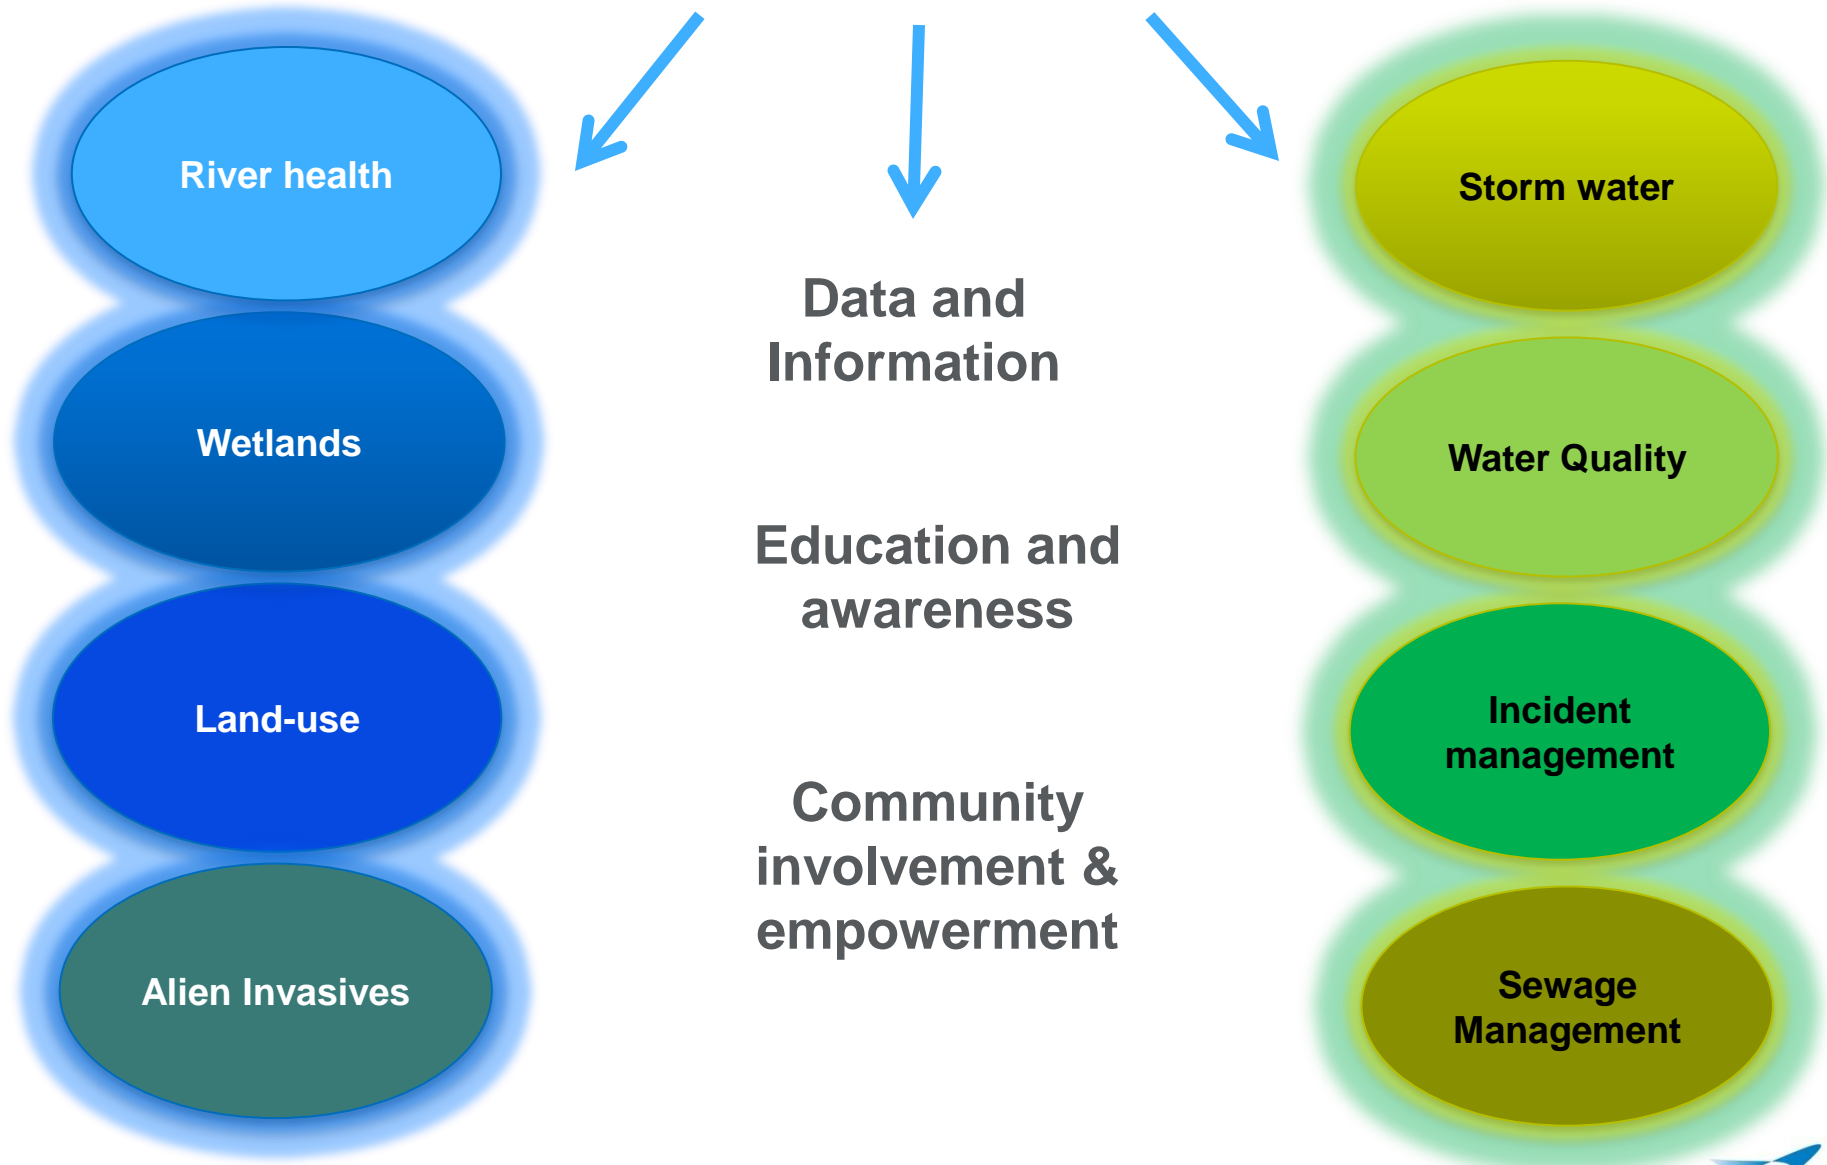 River health
Wetlands
Land-use
Alien Invasives
Data and
Information
Education and
awareness
Community
involvement &
empowerment
Storm water
Water Quality
Incident
management
Sewage
Management